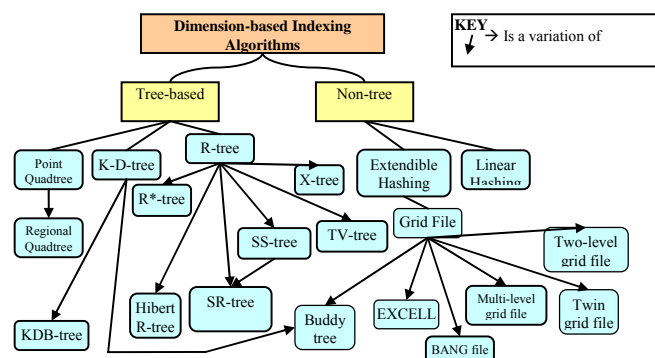 Dimension-based Indexing
Algorithms
KEY
→ Is a variation of
Tree-based
Non-tree
Point
Quadtree
K-D-tree
R-tree
Extendible
Hashing
Linear
Hashing
R*-tree
X-tree
Regional
Quadtree
SS-tree
TV-tree
Grid File
Two-level
grid file
KDB-tree
Hibert
R-tree
SR-tree
Buddy
tree
EXCELL
Multi-level
grid file
Twin
grid file
BANG file